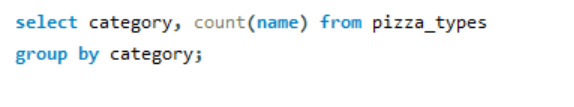 select category, count(name) from pizza_types
group by category;